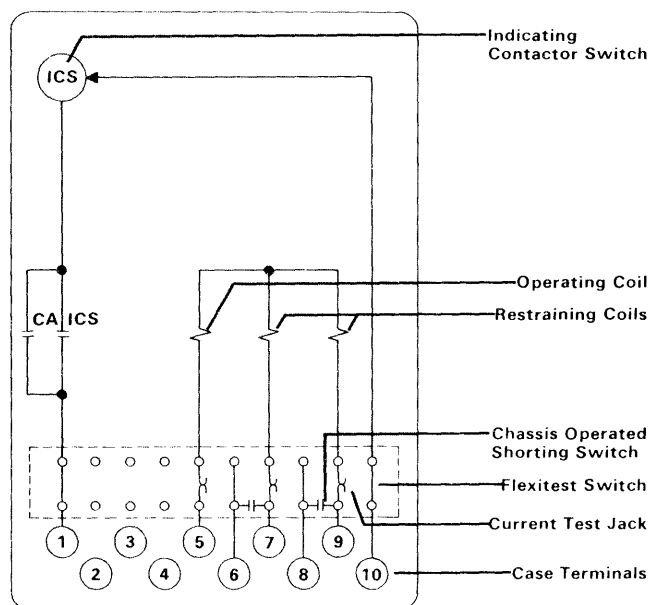 Indicating
Contactor Switch
ICS
CA ICS
Operating Coil
Restraining Coils
Chassis Operated
Shorting Switch
Flexitest Switch
Current Test Jack
1 3 5 7 9
2 4 6 8 10
Case Terminals